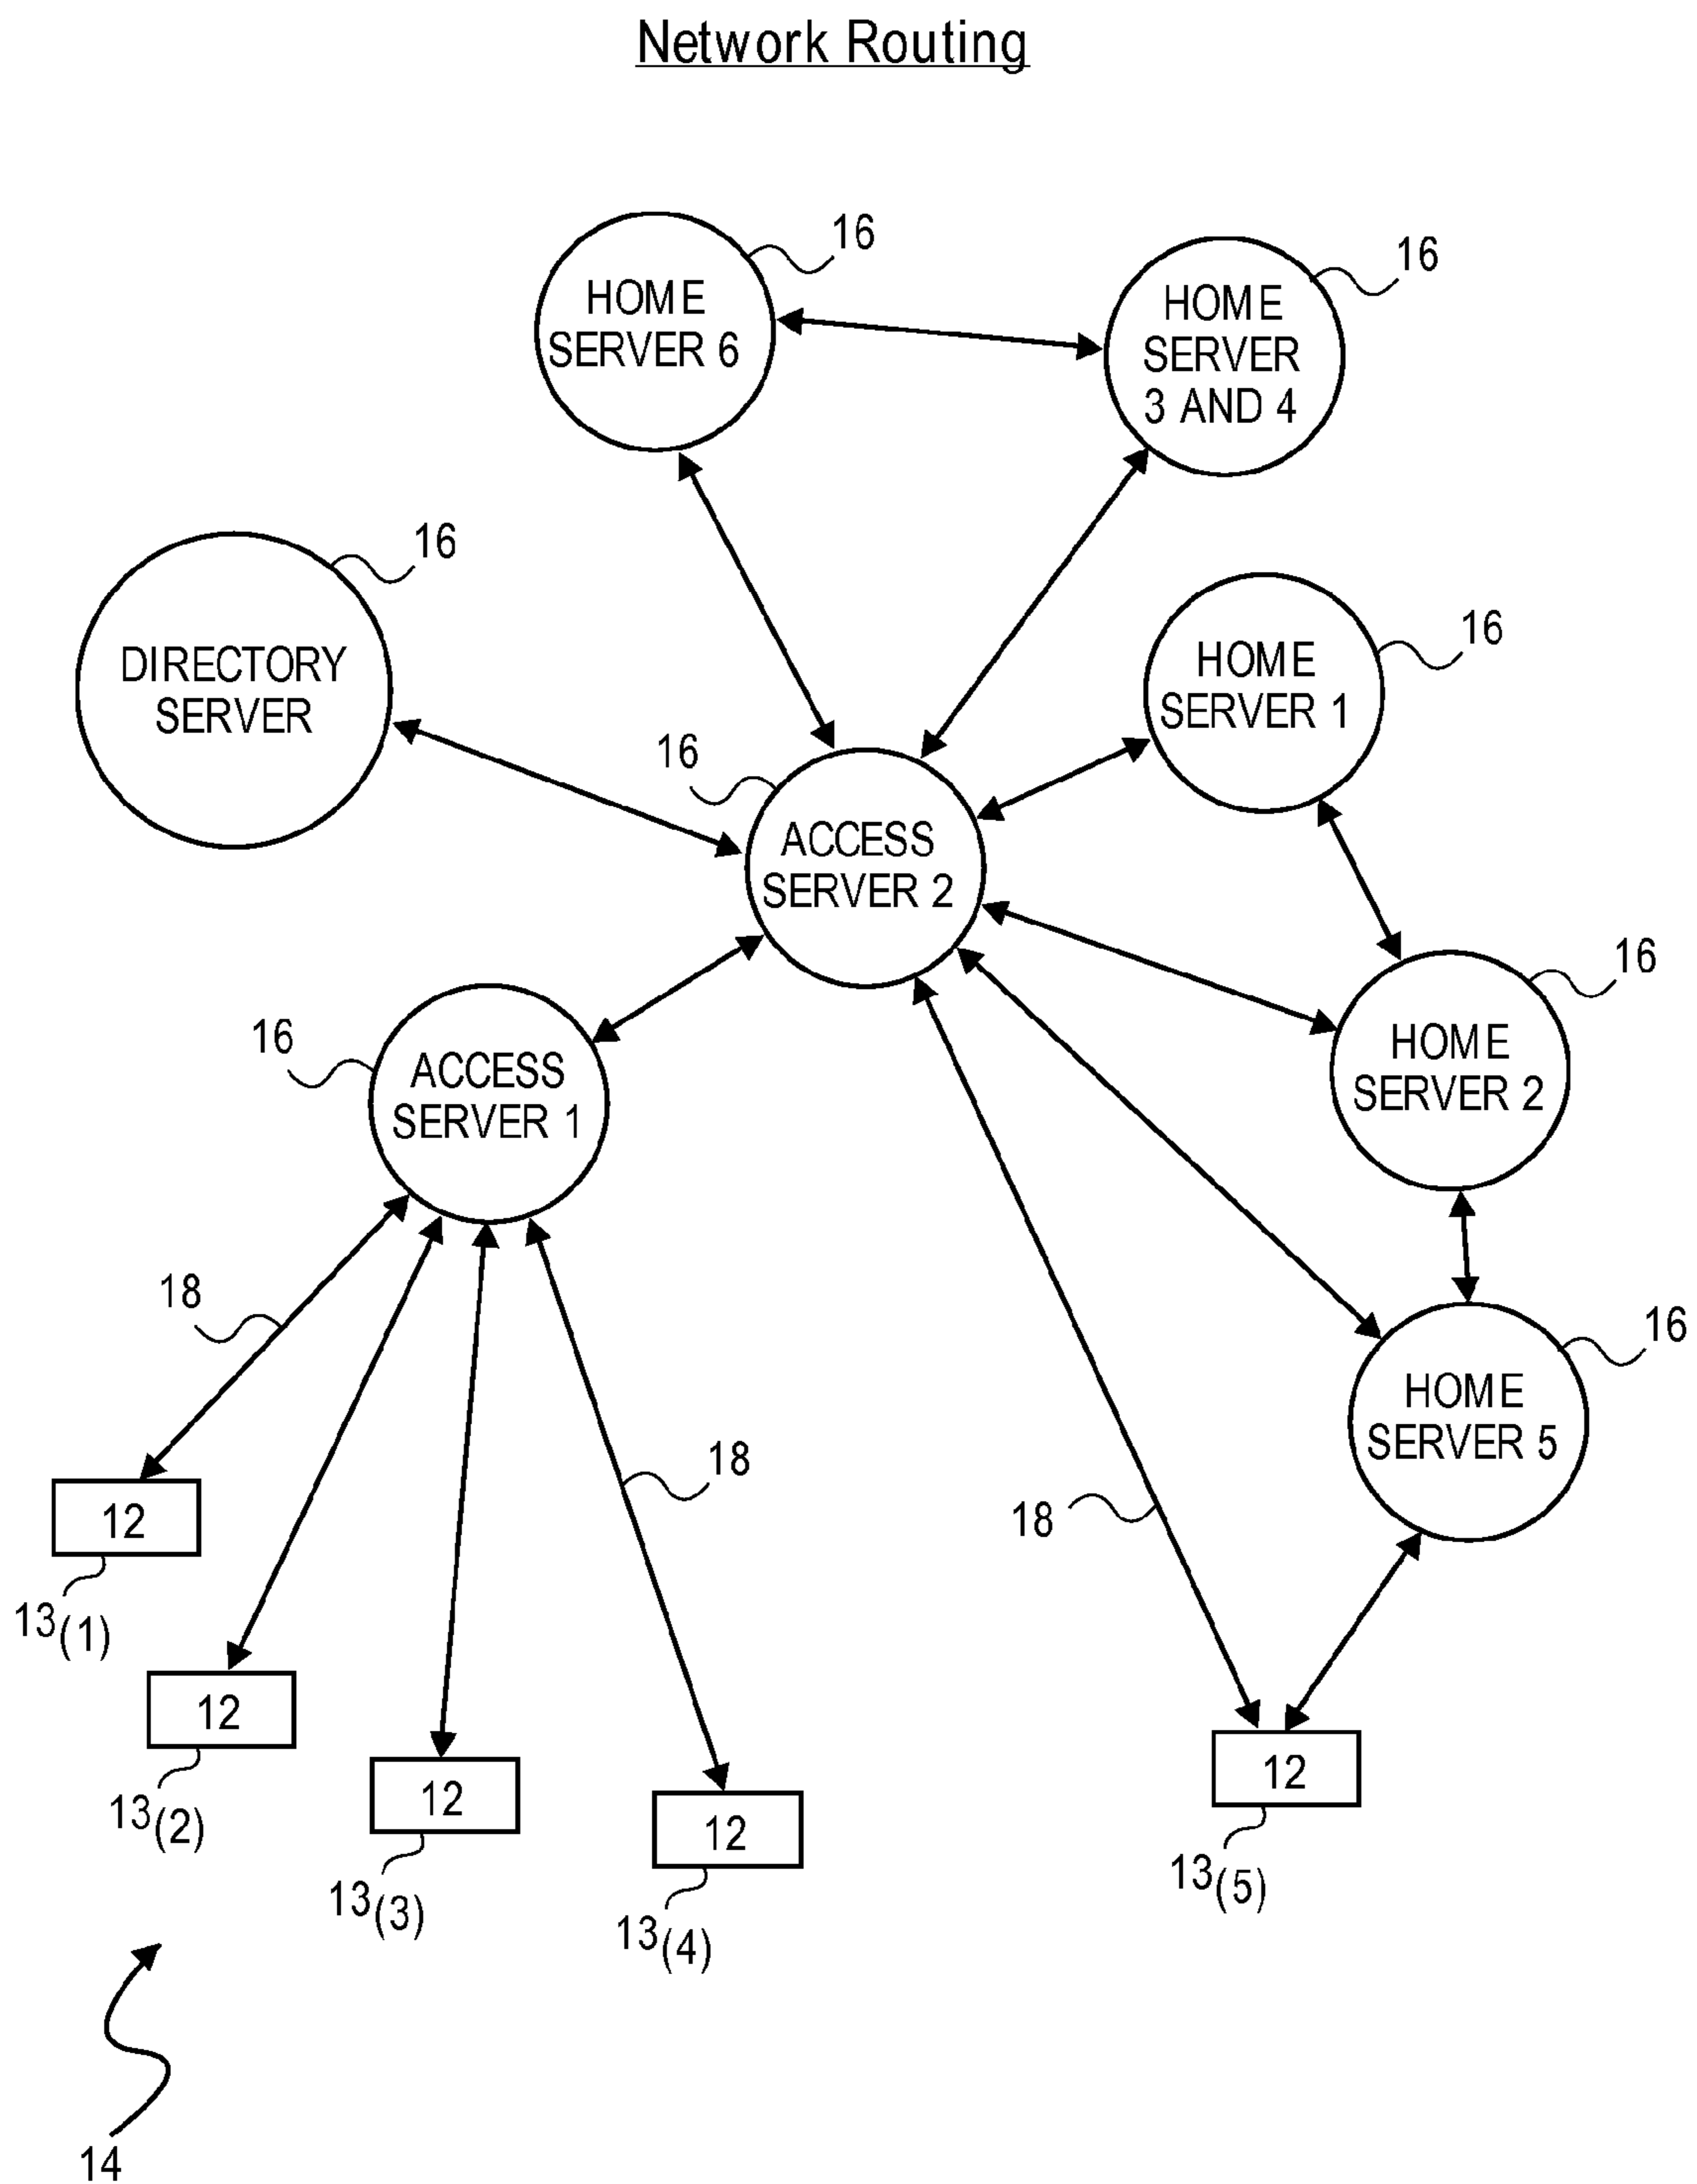 Network Routing
16
HOME
SERVER 6
16
HOME
SERVER
3 AND 4
16
DIRECTORY
SERVER
16
HOME
SERVER 1
16
ACCESS
SERVER 2
16
HOME
SERVER 2
16
ACCESS
SERVER 1
16
HOME
SERVER 5
18
18
18
12
13(1)
12
13(2)
12
13(3)
12
13(4)
12
13(5)
14